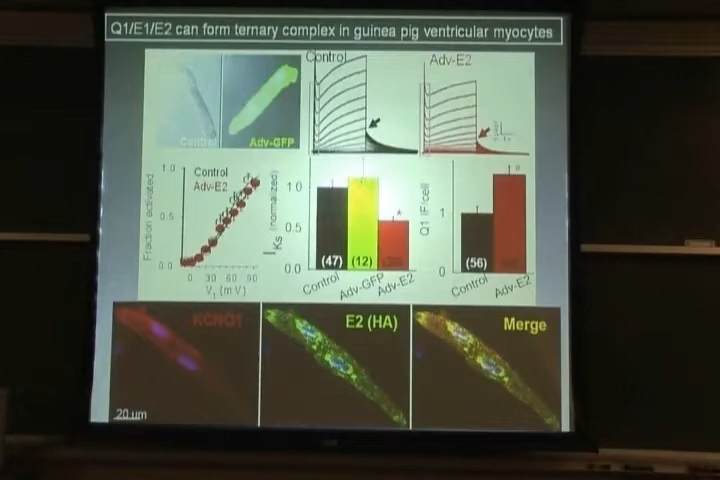 Q1/E1/E2 can form ternary complex in guinea pig ventricular myocytes
Control
Adv-GFP
Control
Adv-E2
Fraction activated
1.0
0.5
0.0
Control
Adv-E2
0 30 60 90
(mV)
IKs (normalized)
1.0
0.5
0.0
(47)
(12)
Control
Adv-GFP
Adv-E2
*
Q1 IF/cell
1
0
(56)
Control
Adv-E2
KCNQ1
20 um
E2 (HA)
Merge